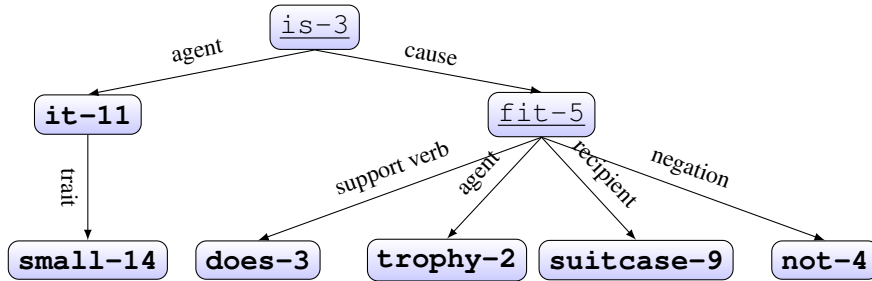 is-3
agent
cause
it-11
fit-5
trait
support verb
agent
recipient
negation
small-14
does-3
trophy-2
suitcase-9
not-4